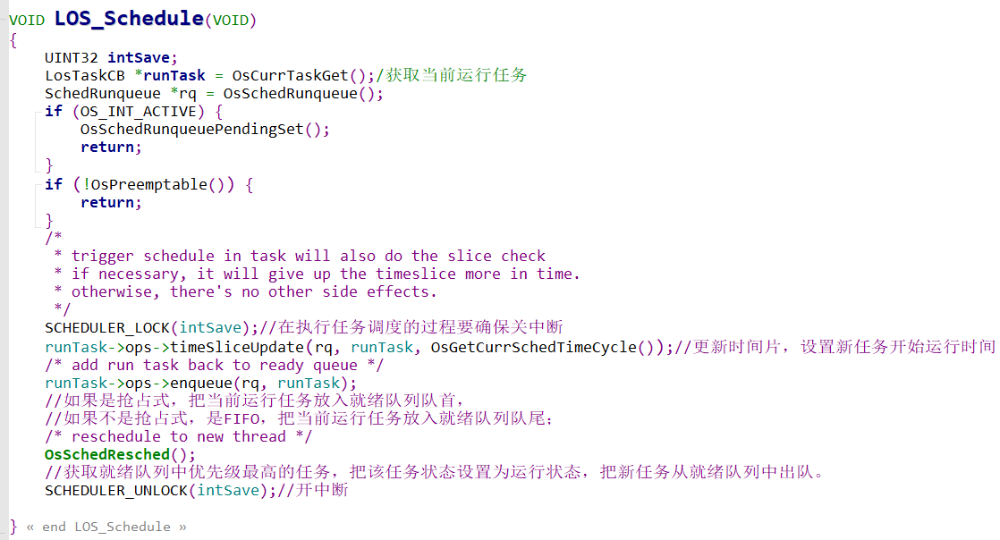 VOID LOS_Schedule(VOID)
{
    UINT32 intSave;
    LosTaskCB *runTask = OsCurrTaskGet();/获取当前运行任务
    SchedRunqueue *rq = OsSchedRunqueue();
    if (OS_INT_ACTIVE) {
        OsSchedRunqueuePendingSet();
        return;
    }
    if (!OsPreemptable()) {
        return;
    }
    /*
     * trigger schedule in task will also do the slice check
     * if necessary, it will give up the timeslice more in time.
     * otherwise, there's no other side effects.
     */
    SCHEDULER_LOCK(intSave);//在执行任务调度的过程要确保关中断
    runTask->ops->timeSliceUpdate(rq, runTask, OsGetCurrSchedTimeCycle());//更新时间片，设置新任务开始运行时间
    /* add run task back to ready queue */
    runTask->ops->enqueue(rq, runTask);
    //如果是抢占式，把当前运行任务放入就绪队列队首，
    //如果不是抢占式，是FIFO，把当前运行任务放入就绪队列队尾；
    /* reschedule to new thread */
    OsSchedResched();
    //获取就绪队列中优先级最高的任务，把该任务状态设置为运行状态，把新任务从就绪队列中出队。
    SCHEDULER_UNLOCK(intSave);//开中断
} « end LOS_Schedule »